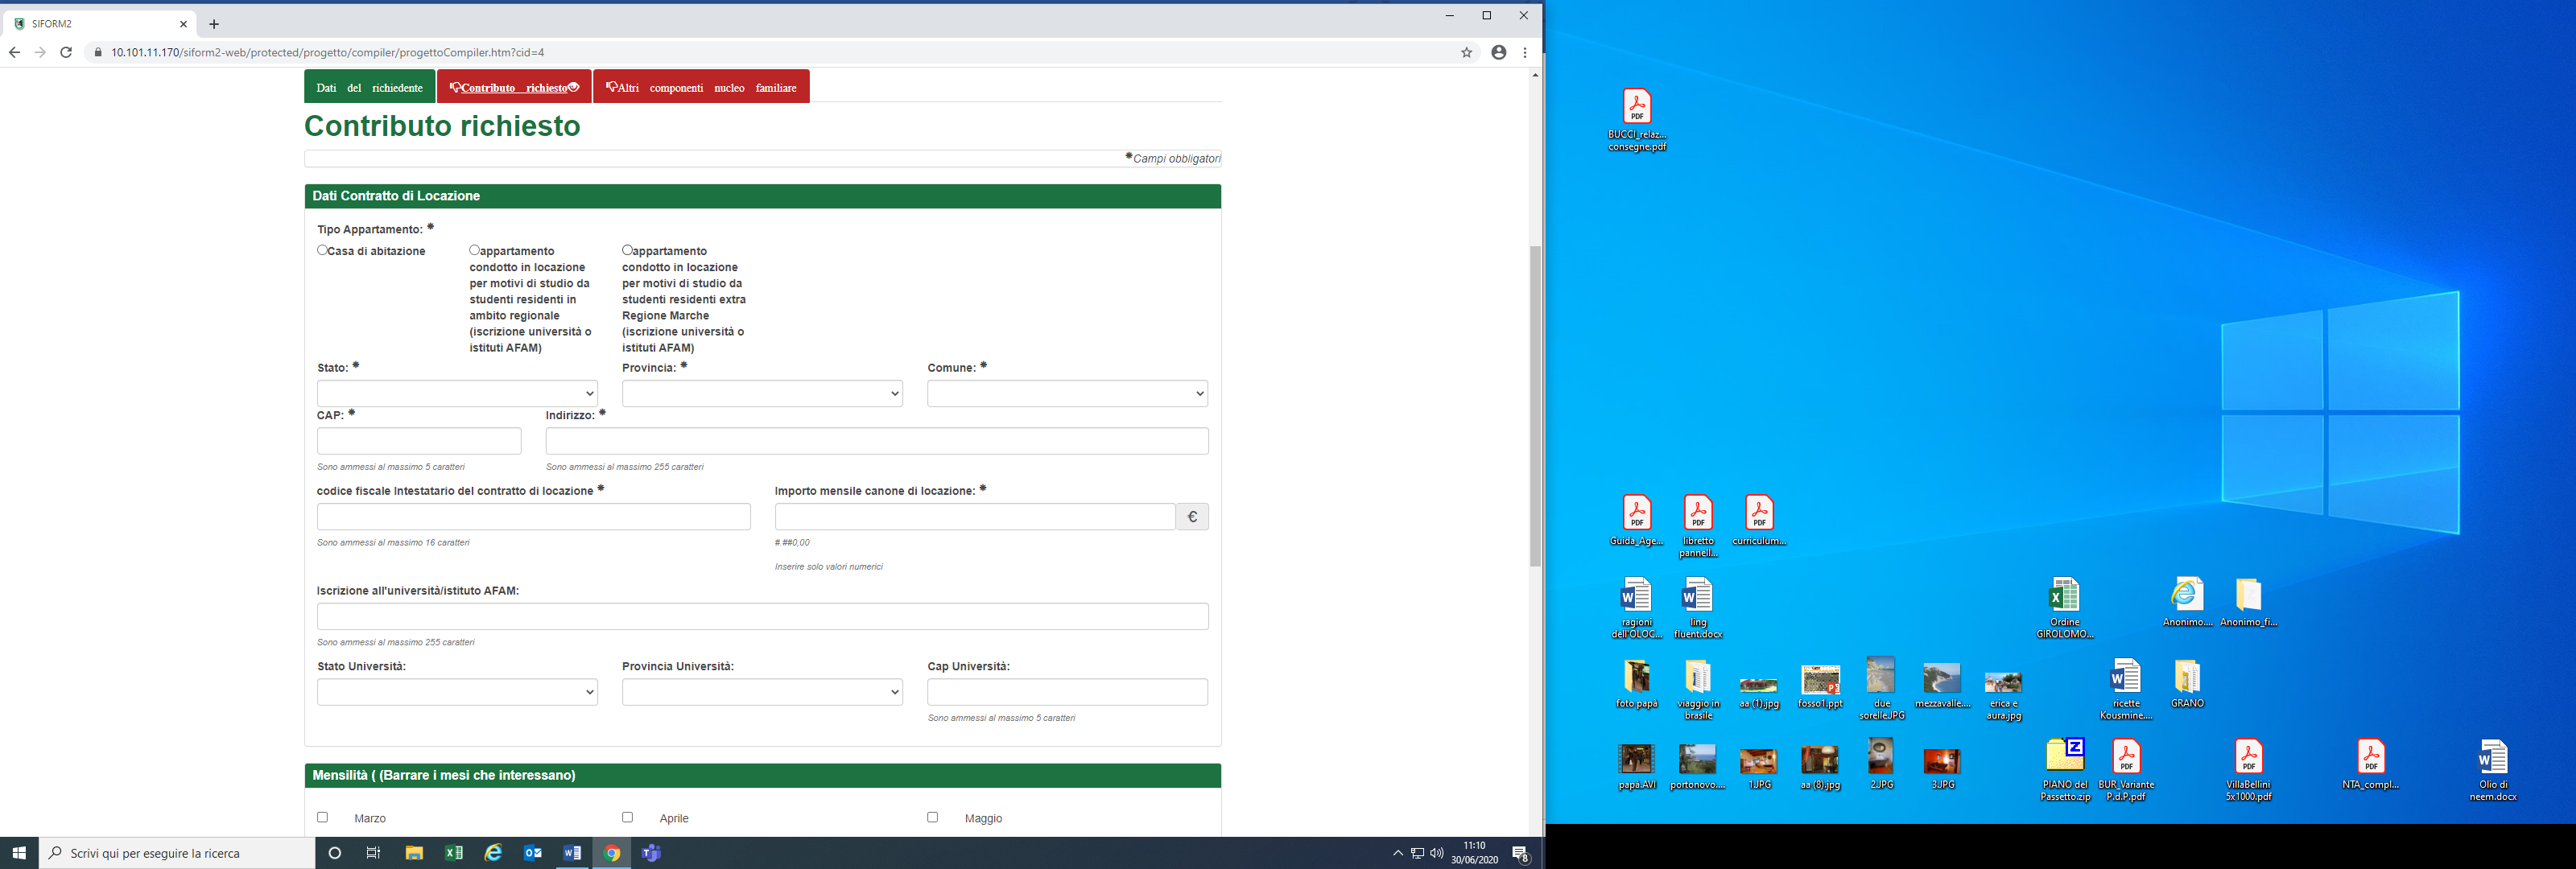 SIFORM2
10.101.11.170/siform2-web/protected/progetto/compiler/progettoCompiler.htm?cid=4
Dati del richiedente
Contributo richiesto
Altri componenti nucleo familiare
Contributo richiesto
*Campi obbligatori
Dati Contratto di Locazione
Tipo Appartamento: *
Casa di abitazione
appartamento
condotto in locazione
per motivi di studio da
studenti residenti in
ambito regionale
(iscrizione università o
istituti AFAM)
appartamento
condotto in locazione
per motivi di studio da
studenti residenti extra
Regione Marche
(iscrizione università o
istituti AFAM)
Stato: *
Provincia: *
Comune: *
CAP: *
Indirizzo: *
Sono ammessi al massimo 5 caratteri
Sono ammessi al massimo 255 caratteri
codice fiscale Intestatario del contratto di locazione *
Importo mensile canone di locazione: *
€
Sono ammessi al massimo 16 caratteri
#.##0,00
Inserire solo valori numerici
Iscrizione all'università/istituto AFAM:
Sono ammessi al massimo 255 caratteri
Stato Università:
Provincia Università:
Cap Università:
Sono ammessi al massimo 5 caratteri
Mensilità ( (Barrare i mesi che interessano)
Marzo
Aprile
Maggio
Scrivi qui per eseguire la ricerca
11:10
30/06/2020
8
BUCCI_relaz...
consegne.pdf
Guida_Age...
libretto
pannell...
curriculum...
ragioni
dell'OLOC...
ling
fluent.docx
Ordine
GIROLOMO...
Anonimo....
Anonimo_fi...
foto papà
viaggio in
brasile
aa (1).jpg
fosso1.ppt
due
sorelle.JPG
mezzavalle....
erica e
aura.jpg
ricette
Kousmine....
GRANO
papà.AVI
portonovo....
1.JPG
aa (8).jpg
2.JPG
3.JPG
PIANO del
Passetto.zip
BUR_Variante
P.d.P.pdf
VillaBellini
5x1000.pdf
NTA_compl...
Olio di
neem.docx